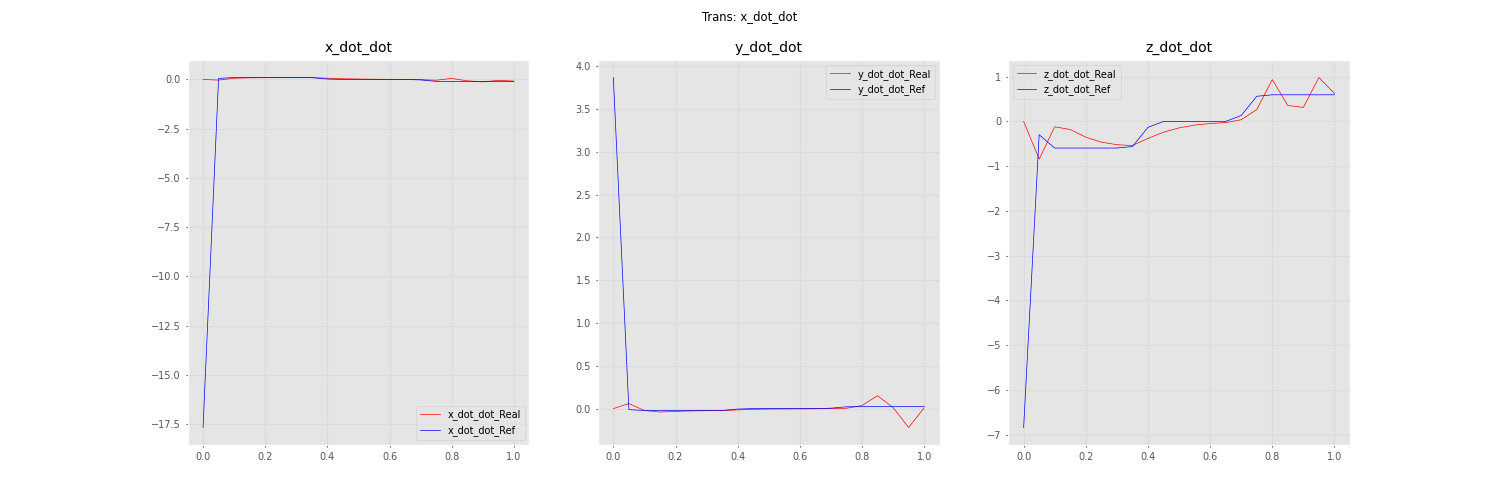 Trans: x_dot_dot
x_dot_dot
0.0
−2.5
−5.0
−7.5
−10.0
−12.5
−15.0
−17.5
0.0 0.2 0.4 0.6 0.8 1.0
x_dot_dot_Real
x_dot_dot_Ref
y_dot_dot
4.0
3.5
3.0
2.5
2.0
1.5
1.0
0.5
0.0
0.0 0.2 0.4 0.6 0.8 1.0
y_dot_dot_Real
y_dot_dot_Ref
z_dot_dot
1
0
−1
−2
−3
−4
−5
−6
−7
0.0 0.2 0.4 0.6 0.8 1.0
z_dot_dot_Real
z_dot_dot_Ref